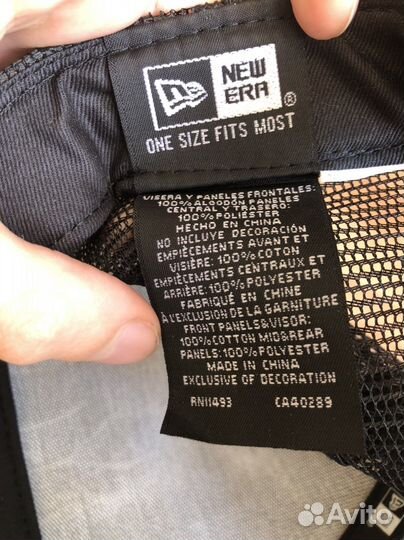 NEW
ERA®
ONE SIZE FITS MOST
VISERA Y PANELES FRONTALES:
100% ALGODÓN PANELES
CENTRAL Y TRASERO:
100% POLIÉSTER
HECHO EN CHINA
NO INCLUYE DECORACIÓN
EMPIÈCEMENTS AVANT ET
VISIÈRE: 100% COTON
EMPIÈCEMENTS CENTRAUX ET
ARRIÈRE: 100% POLYESTER
FABRIQUÉ EN CHINE
À L'EXCLUSION DE LA GARNITURE
FRONT PANELS&VISOR:
100% COTTON MID&REAR
PANELS: 100% POLYESTER
MADE IN CHINA
EXCLUSIVE OF DECORATION
RN11493 CA40289
Avito